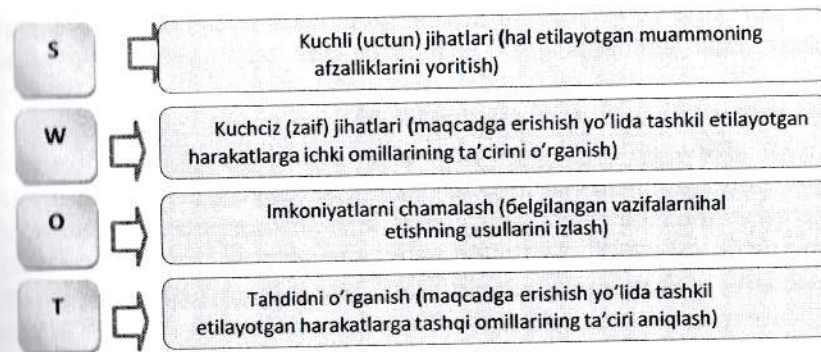 S
Kuchli (uctun) jihatlari (hal etilayotgan muammoning
afzalliklarini yoritish)
W
Kuchciz (zaif) jihatlari (maqcadga erishish yo'lida tashkil etilayotgan
harakatlarga ichki omillarining ta'cirini o'rganish)
O
Imkoniyatlarni chamalash (бelgilangan vazifalarnihal
etishning usullarini izlash)
T
Tahdidni o'rganish (maqcadga erishish yo'lida tashkil
etilayotgan harakatlarga tashqi omillarining ta'ciri aniqlash)